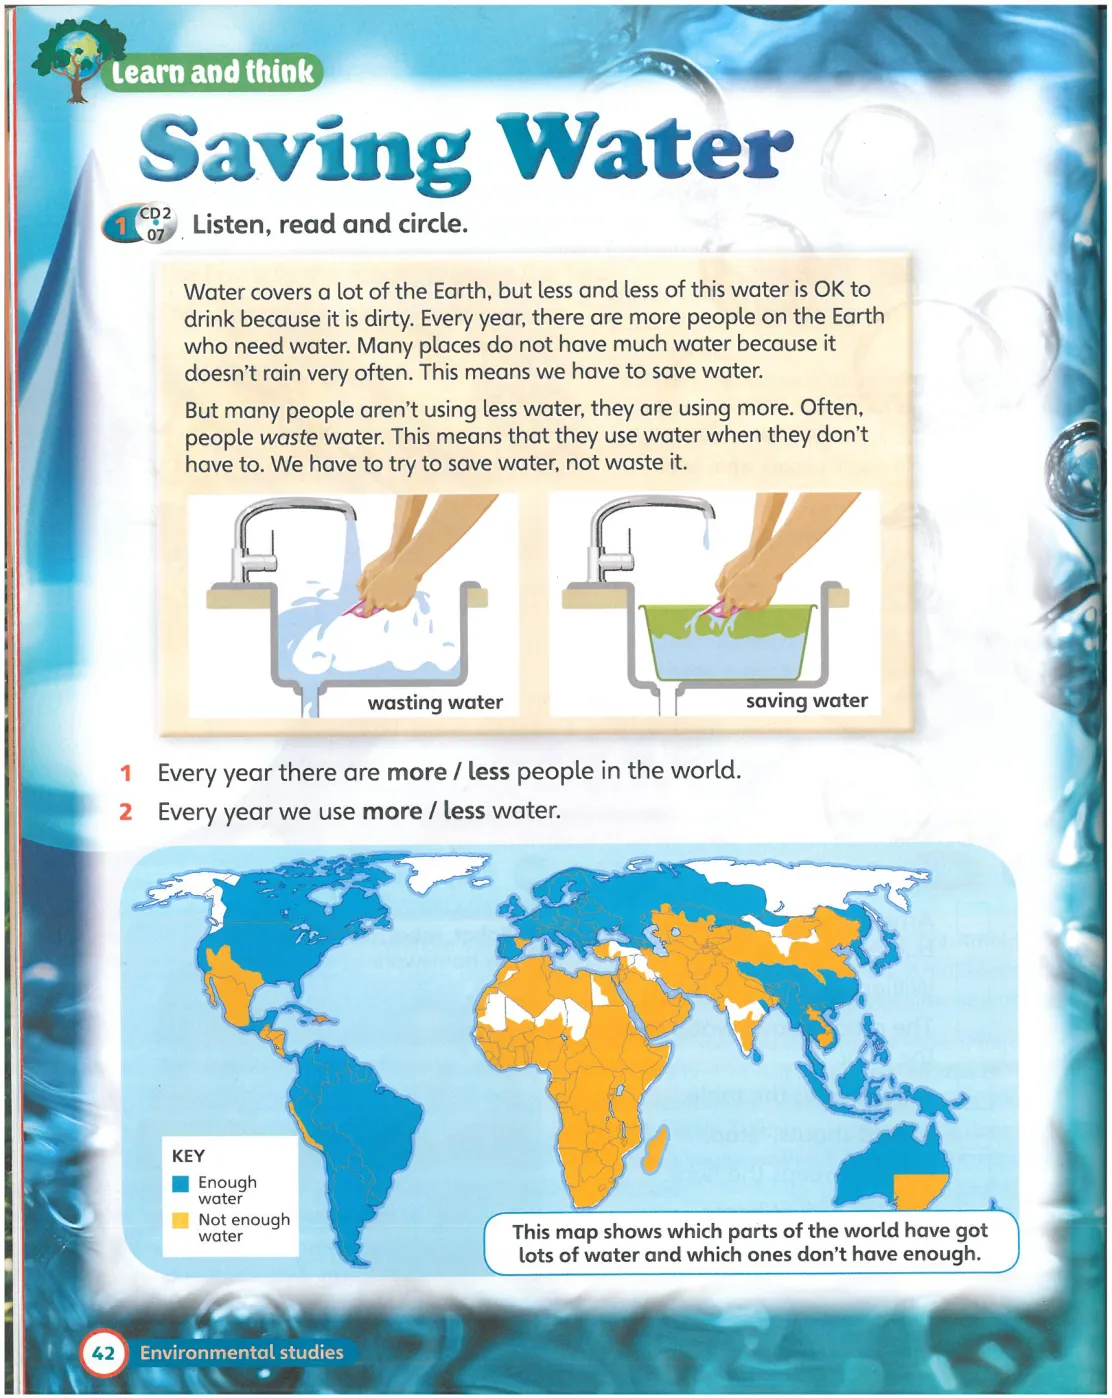 Learn and think
Saving Water
1 CD2 07 Listen, read and circle.
Water covers a lot of the Earth, but less and less of this water is OK to
drink because it is dirty. Every year, there are more people on the Earth
who need water. Many places do not have much water because it
doesn't rain very often. This means we have to save water.
But many people aren't using less water, they are using more. Often,
people waste water. This means that they use water when they don't
have to. We have to try to save water, not waste it.
wasting water
saving water
1 Every year there are more / less people in the world.
2 Every year we use more / less water.
KEY
Enough
water
Not enough
water
This map shows which parts of the world have got
lots of water and which ones don't have enough.
42 Environmental studies